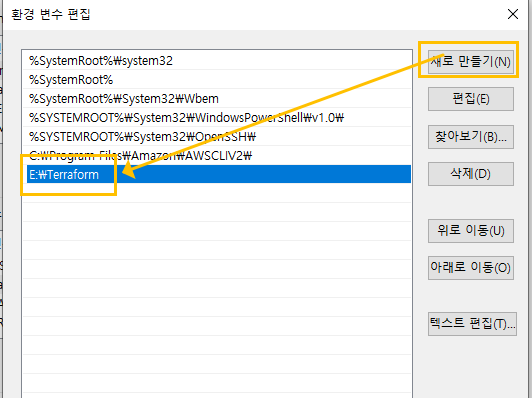 환경 변수 편집
%SystemRoot%₩system32
%SystemRoot%
%SystemRoot%₩System32₩Wbem
%SYSTEMROOT%₩System32₩WindowsPowerShell₩v1.0₩
%SYSTEMROOT%₩System32₩OpenSSH₩
C:₩Program Files₩Amazon₩AWSCLIV2₩
E:₩Terraform
새로 만들기(N)
편집(E)
찾아보기(B)...
삭제(D)
위로 이동(U)
아래로 이동(O)
텍스트 편집(T)...